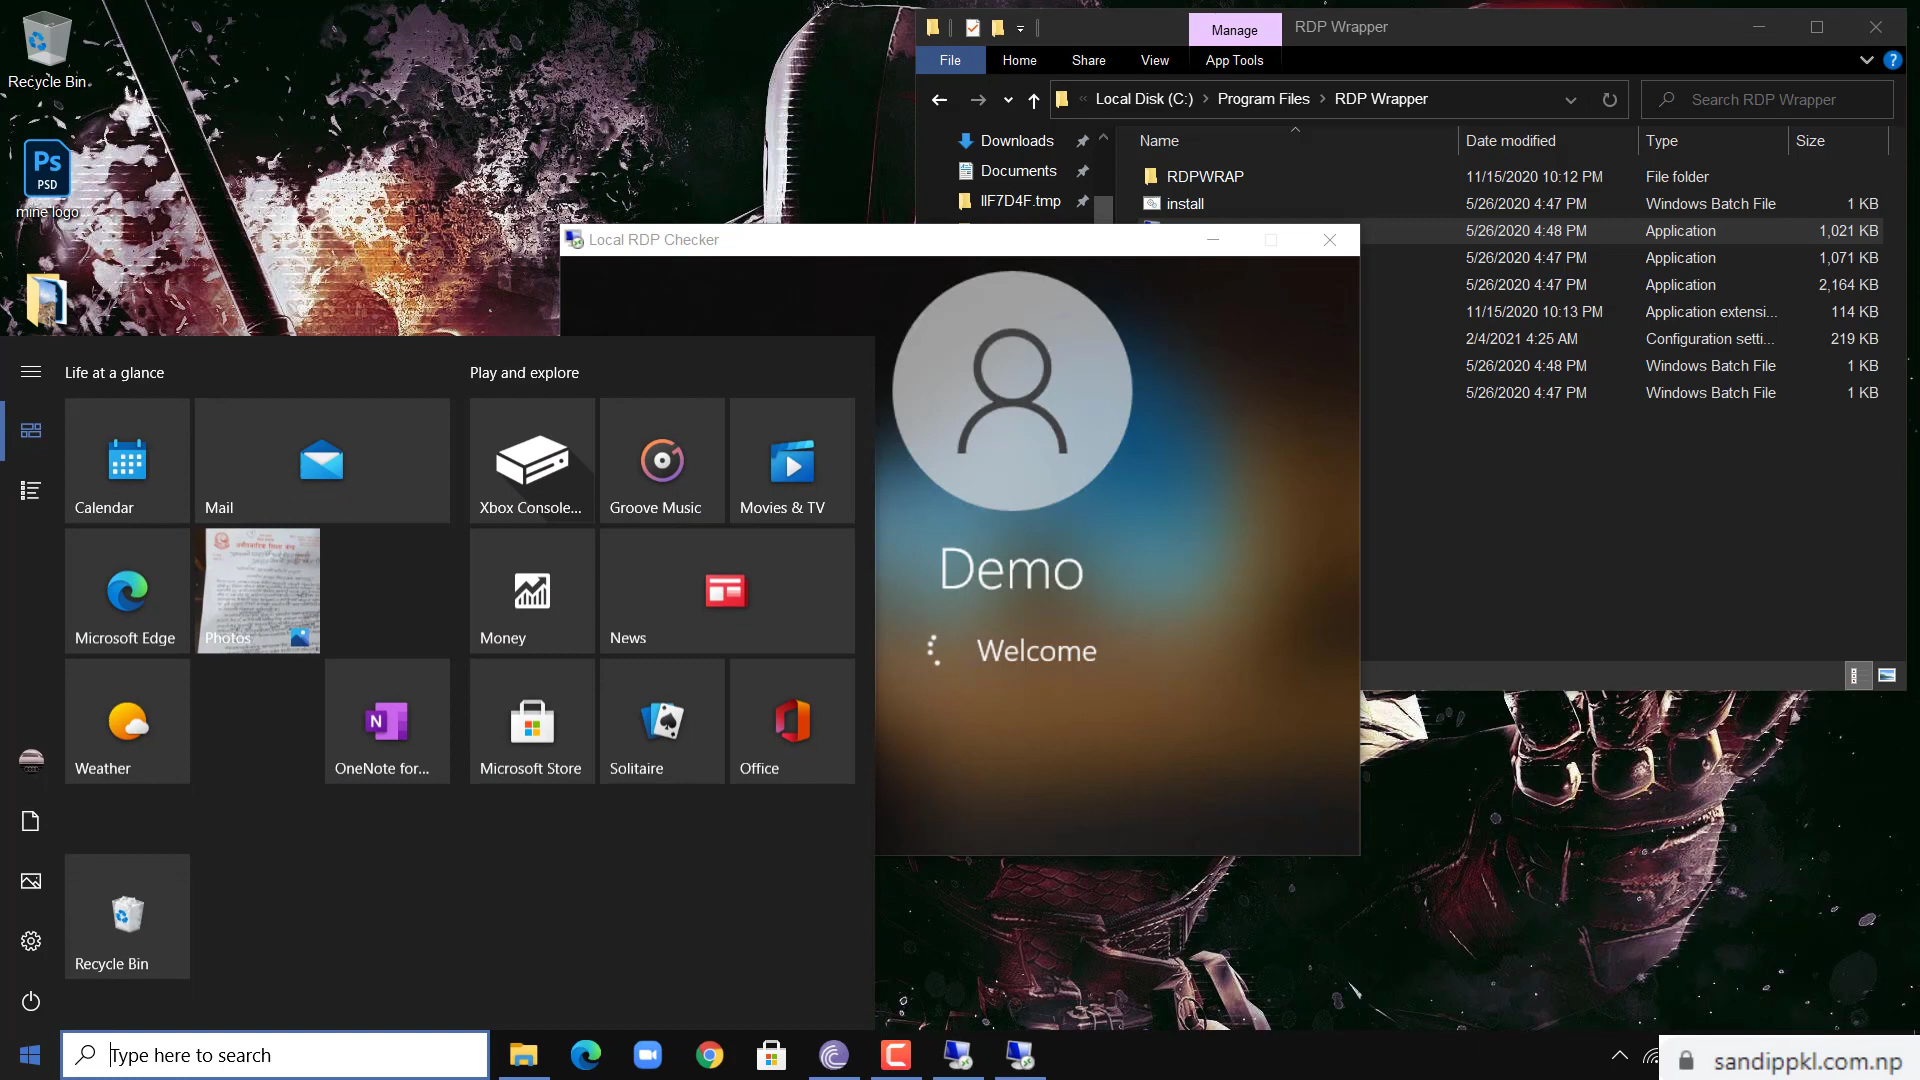 Recycle Bin
Ps
PSD
mine logo
Manage
RDP Wrapper
File
Home
Share
View
App Tools
Local Disk (C:)
Program Files
RDP Wrapper
Search RDP Wrapper
Downloads
Documents
IIF7D4F.tmp
Name
Date modified
Type
Size
RDPWRAP
11/15/2020 10:12 PM
File folder
install
5/26/2020 4:47 PM
Windows Batch File
1 KB
5/26/2020 4:48 PM
Application
1,021 KB
5/26/2020 4:47 PM
Application
1,071 KB
5/26/2020 4:47 PM
Application
2,164 KB
11/15/2020 10:13 PM
Application extensi...
114 KB
2/4/2021 4:25 AM
Configuration setti...
219 KB
5/26/2020 4:48 PM
Windows Batch File
1 KB
5/26/2020 4:47 PM
Windows Batch File
1 KB
Local RDP Checker
Demo
Welcome
Life at a glance
Play and explore
Calendar
Mail
Xbox Console...
Groove Music
Movies & TV
Microsoft Edge
Photos
Money
News
Weather
N
OneNote for...
Microsoft Store
Solitaire
Office
Recycle Bin
Type here to search
sandippkl.com.np